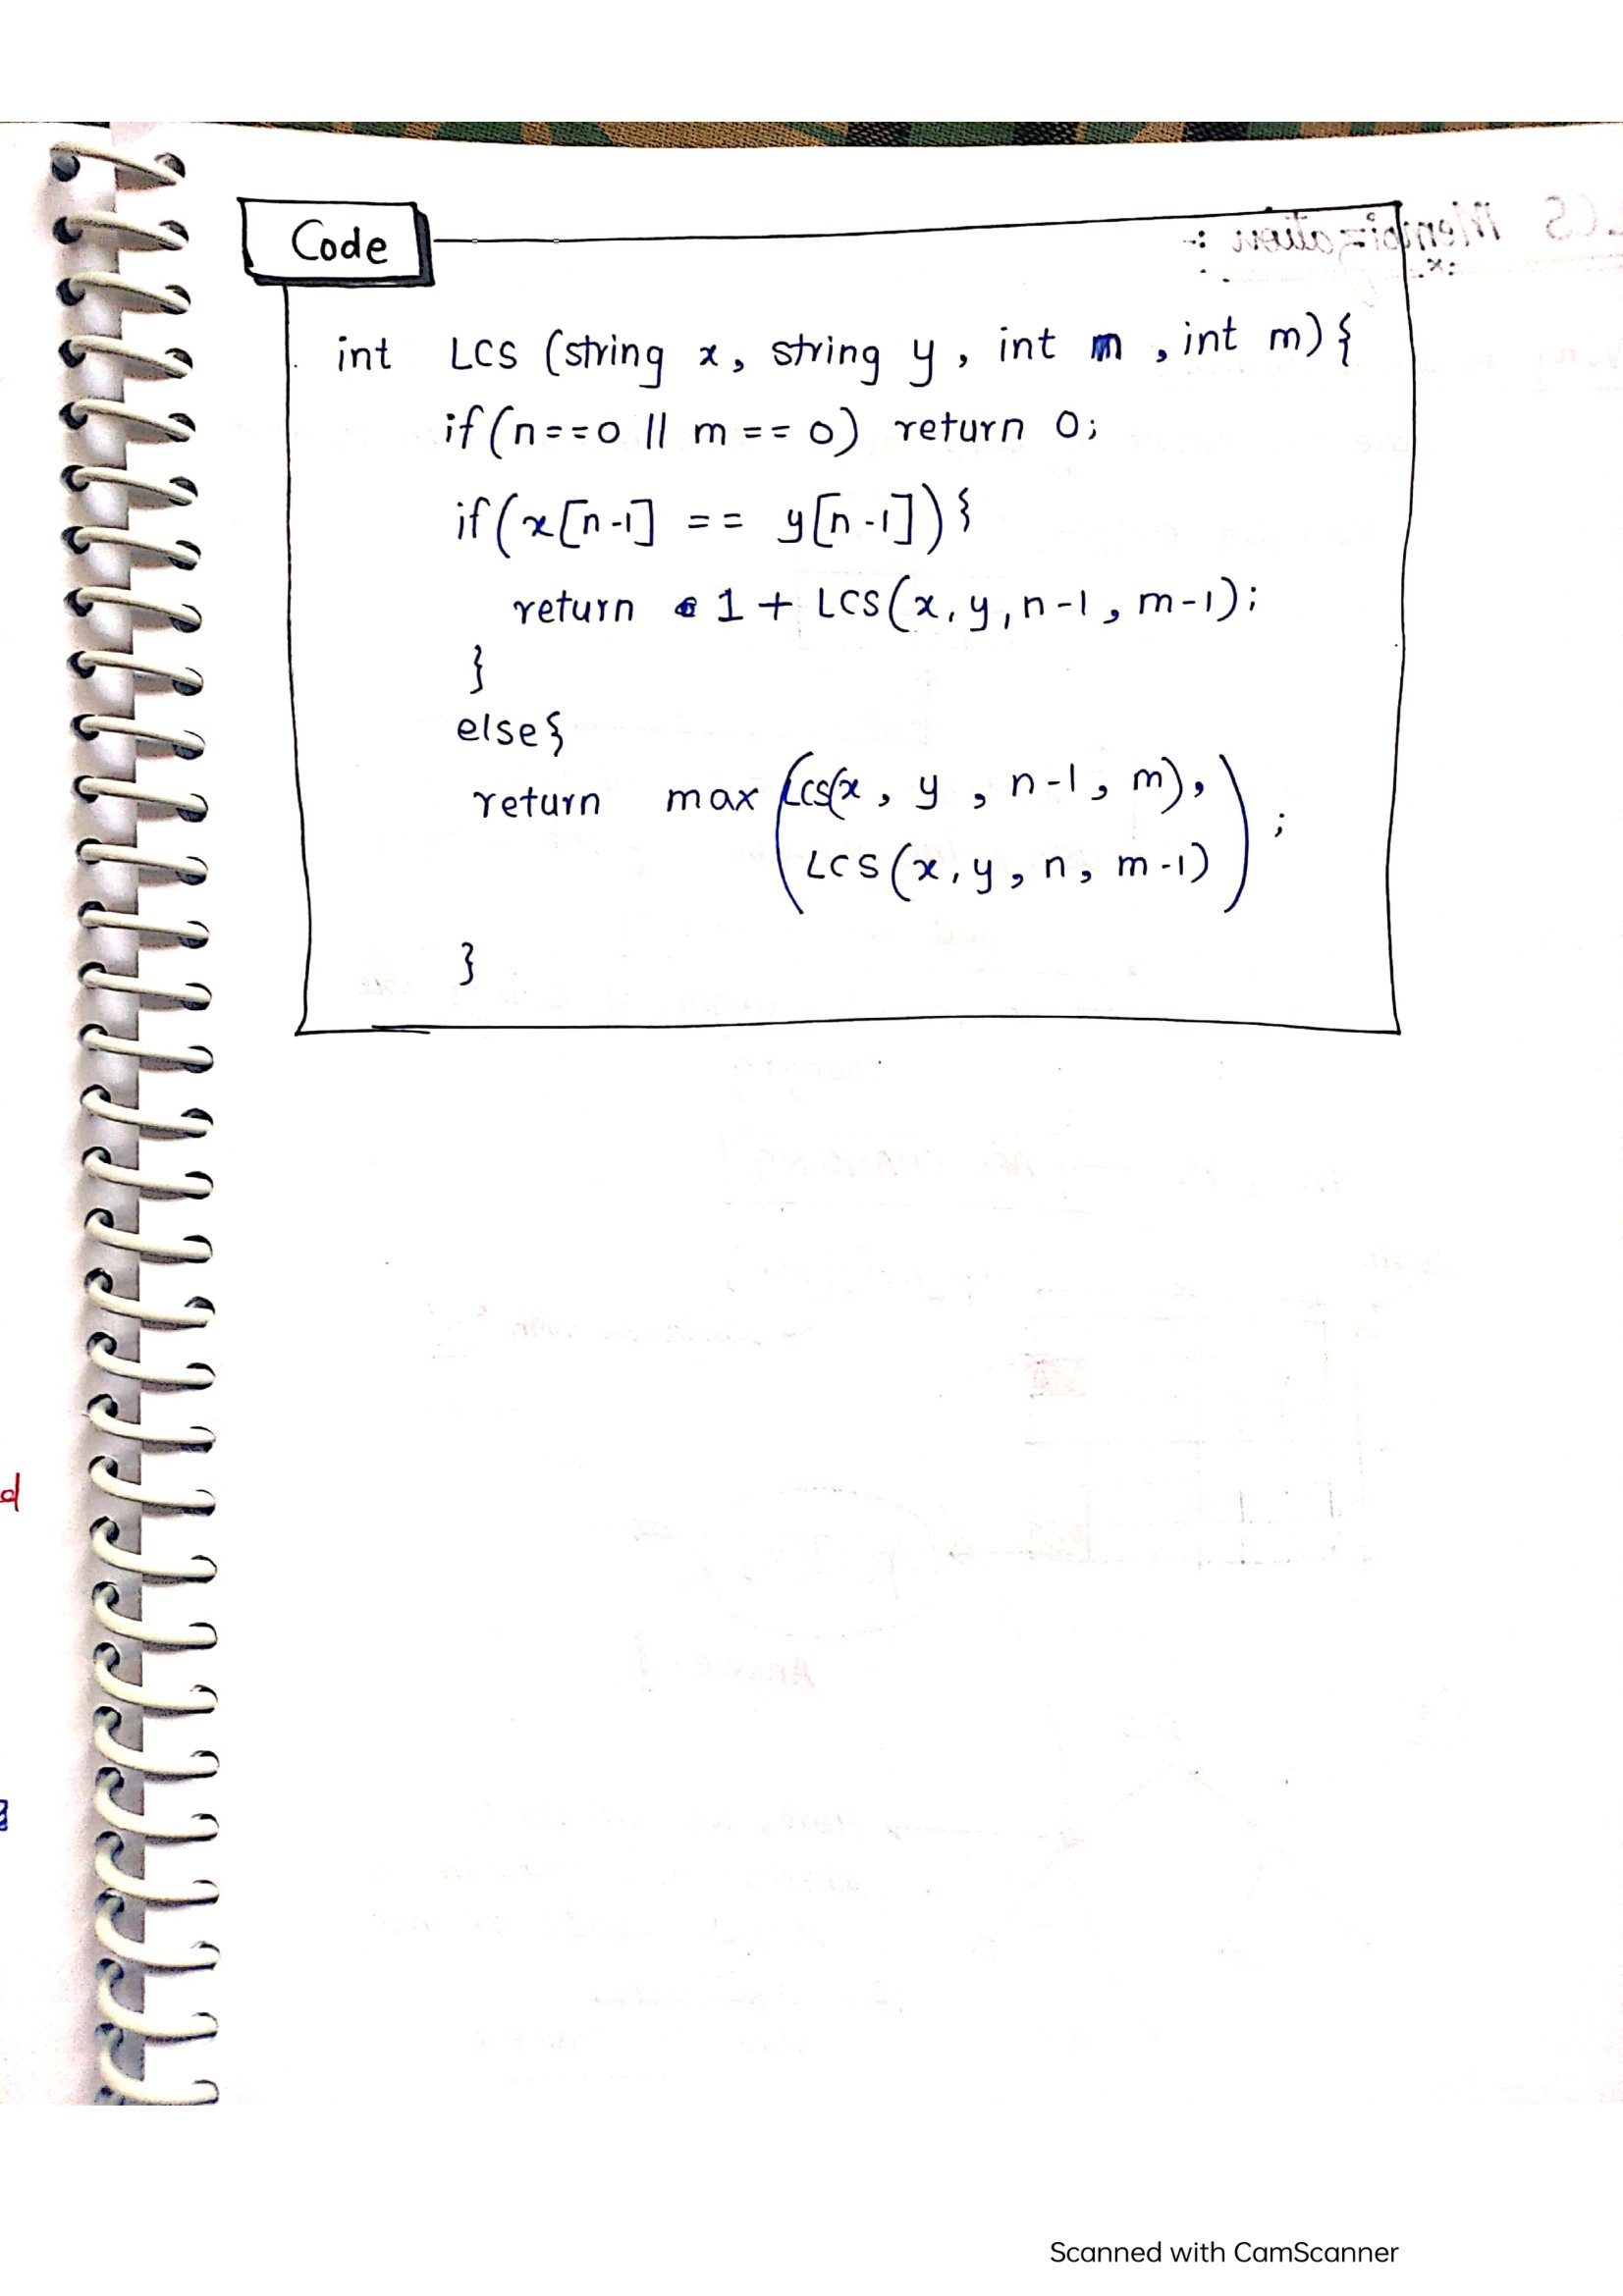 Code
int LCS (string x, string y, int n, int m) {
if (n==0 || m == 0) return 0;
if (x[n-1] == y[n-1]) {
return 1 + LCS(x, y, n-1, m-1);
}
else {
return max (LCS(x, y, n-1, m),
LCS (x, y, n, m-1)) ;
}
Scanned with CamScanner